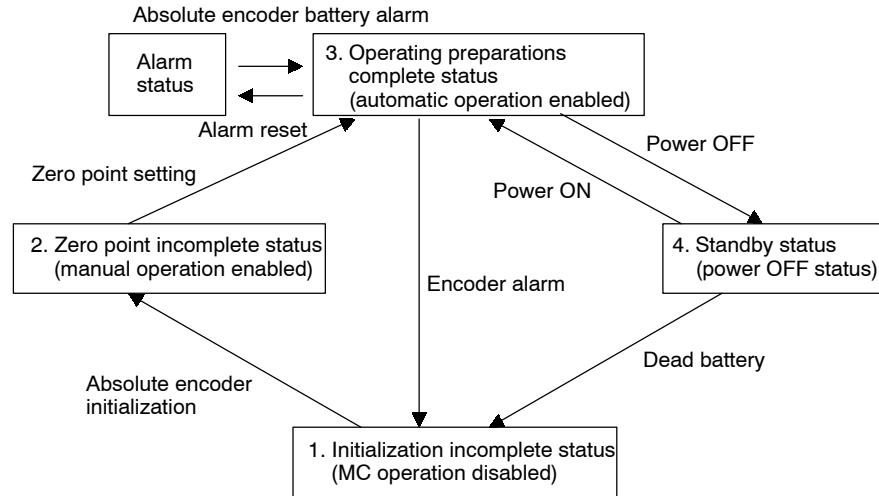 Absolute encoder battery alarm
Alarm
status
3. Operating preparations
complete status
(automatic operation enabled)
Alarm reset
Power OFF
Zero point setting
Power ON
2. Zero point incomplete status
(manual operation enabled)
4. Standby status
(power OFF status)
Encoder alarm
Dead battery
Absolute encoder
initialization
1. Initialization incomplete status
(MC operation disabled)